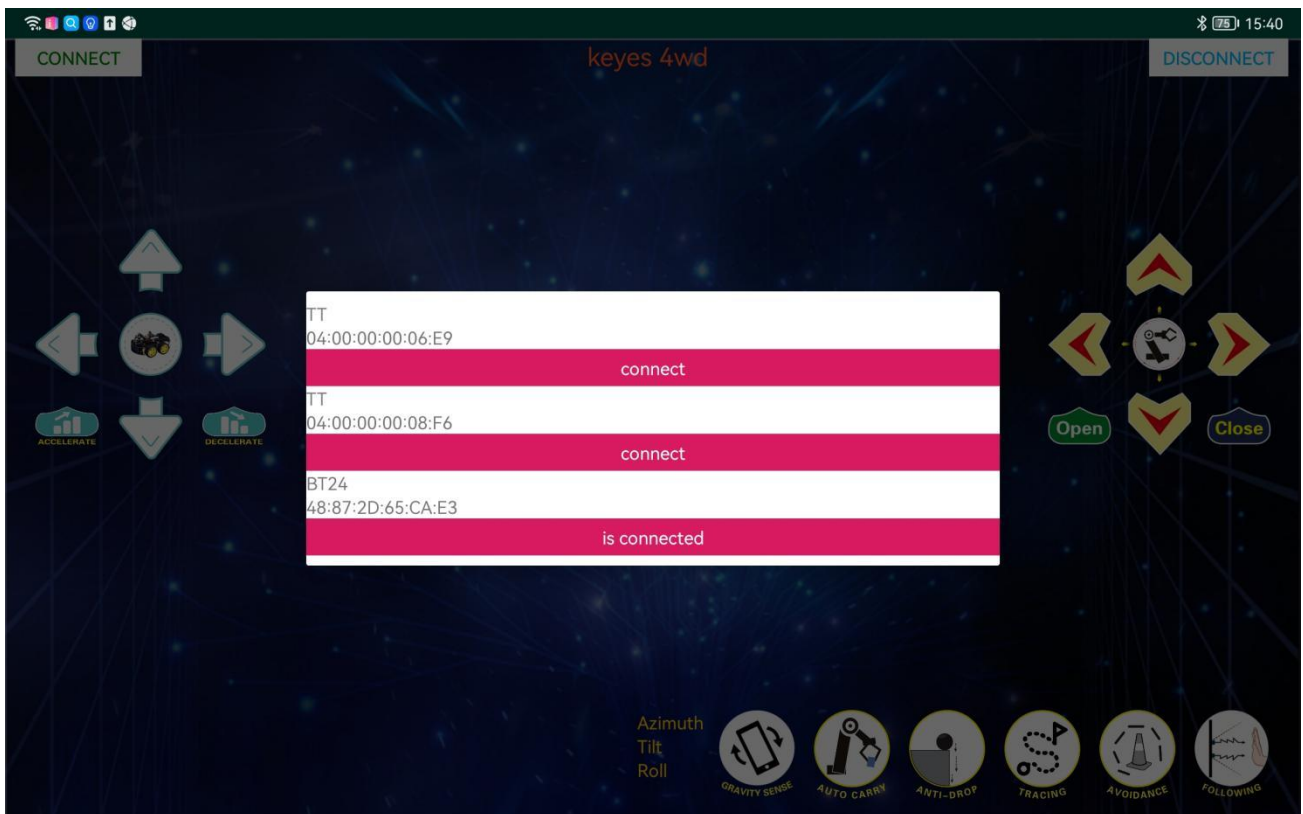 75 15:40
CONNECT
keyes 4wd
DISCONNECT
TT
04:00:00:00:06:E9
connect
TT
04:00:00:00:08:F6
connect
BT24
48:87:2D:65:CA:E3
is connected
ACCELERATE
DECELERATE
Open
Close
Azimuth
Tilt
Roll
GRAVITY SENSE
AUTO CARRY
ANTI-DROP
TRACING
AVOIDANCE
FOLLOWING